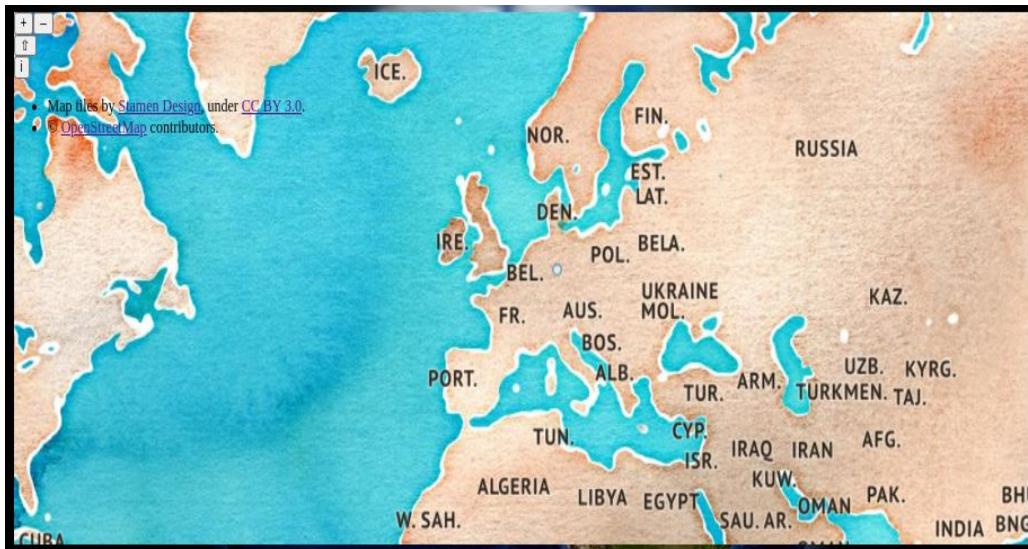 + –
⇧
i
• Map tiles by Stamen Design, under CC BY 3.0.
• © OpenStreetMap contributors.
ICE.
FIN.
NOR.
RUSSIA
EST.
LAT.
DEN.
IRE.
POL.
BELA.
BEL.
UKRAINE
KAZ.
FR.
AUS.
MOL.
BOS.
ALB.
UZB.
KYRG.
PORT.
TUR.
ARM.
TURKMEN.
TAJ.
TUN.
CYP.
IRAQ
IRAN
AFG.
ISR.
KUW.
ALGERIA
LIBYA
EGYPT
OMAN
PAK.
BH
W. SAH.
SAU. AR.
INDIA
BNG
CUBA
OMAN